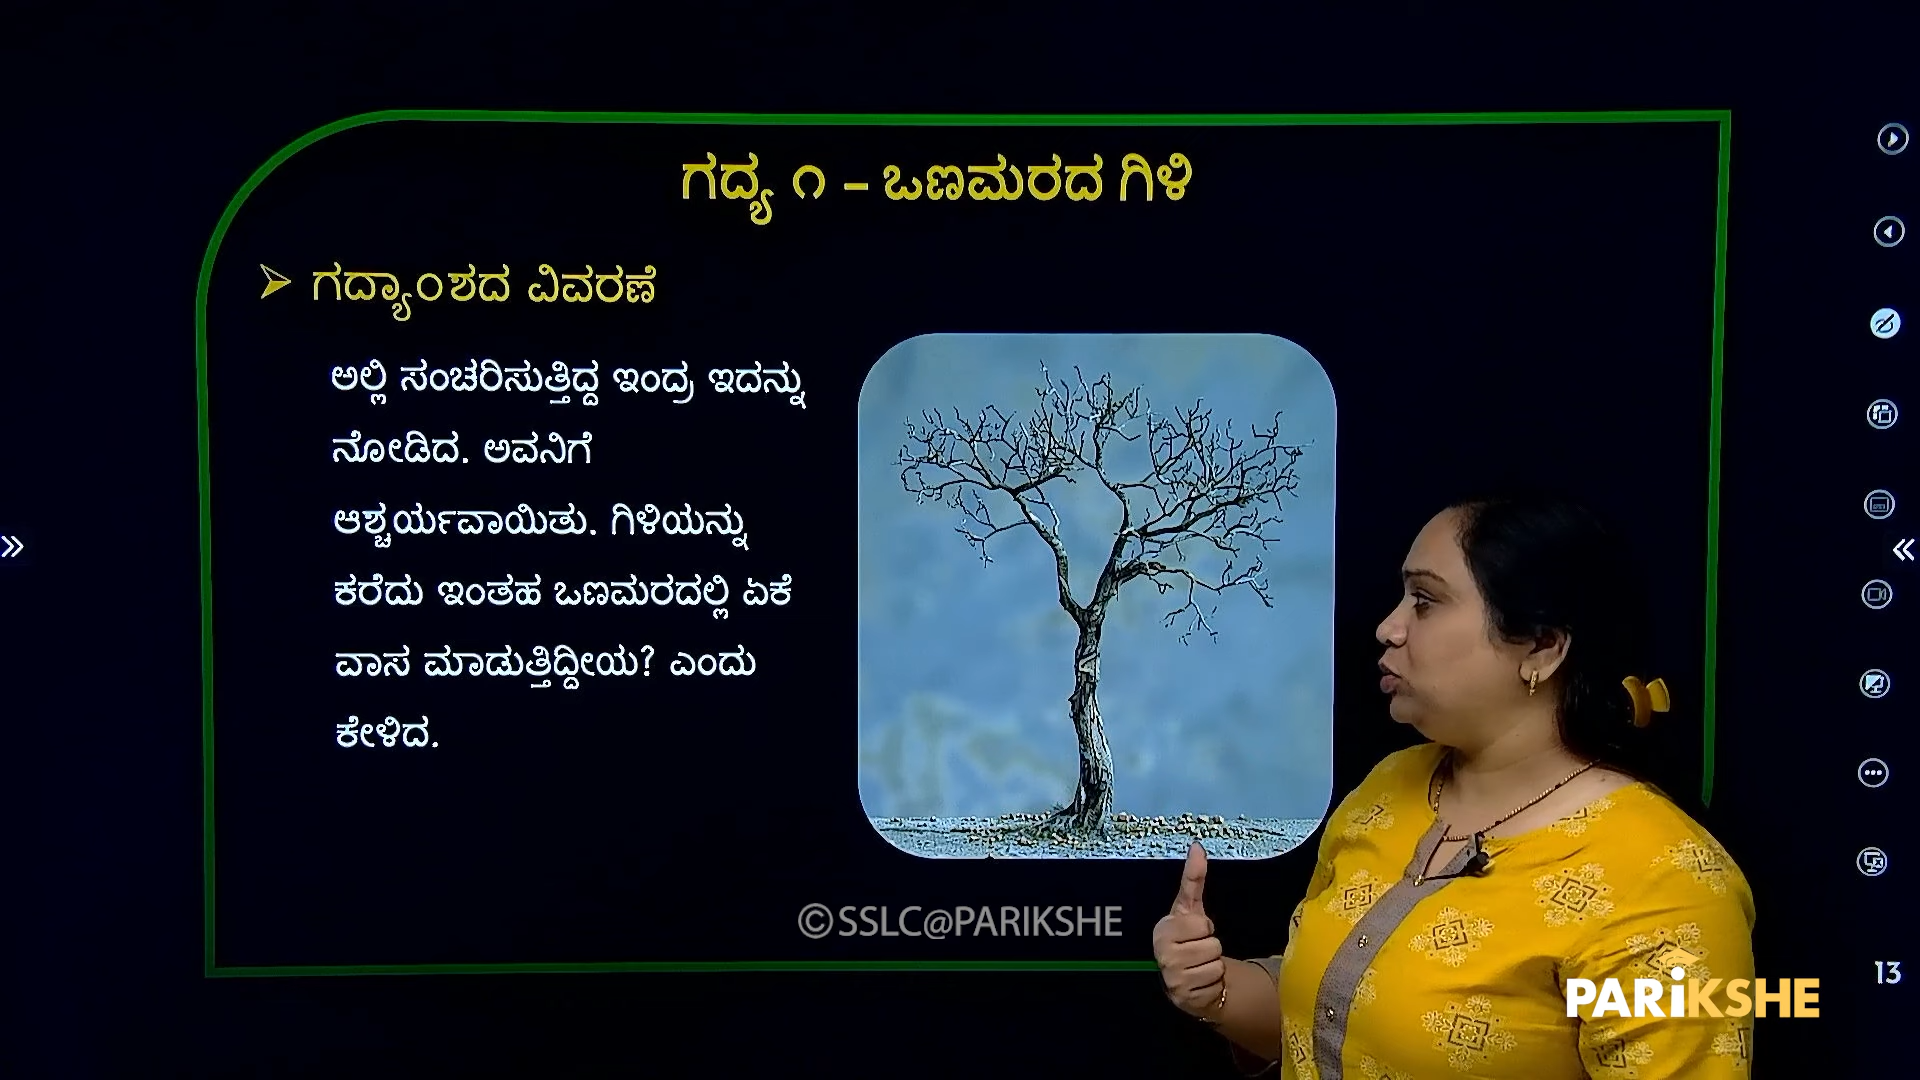 ಗದ್ಯ ೧ – ಒಣಮರದ ಗಿಳಿ
ಗದ್ಯಾಂಶದ ವಿವರಣೆ
ಅಲ್ಲಿ ಸಂಚರಿಸುತ್ತಿದ್ದ ಇಂದ್ರ ಇದನ್ನು
ನೋಡಿದ. ಅವನಿಗೆ
ಆಶ್ಚರ್ಯವಾಯಿತು. ಗಿಳಿಯನ್ನು
ಕರೆದು ಇಂತಹ ಒಣಮರದಲ್ಲಿ ಏಕೆ
ವಾಸ ಮಾಡುತ್ತಿದ್ದೀಯ? ಎಂದು
ಕೇಳಿದ.
©SSLC@PARIKSHE
13
PARIKSHE